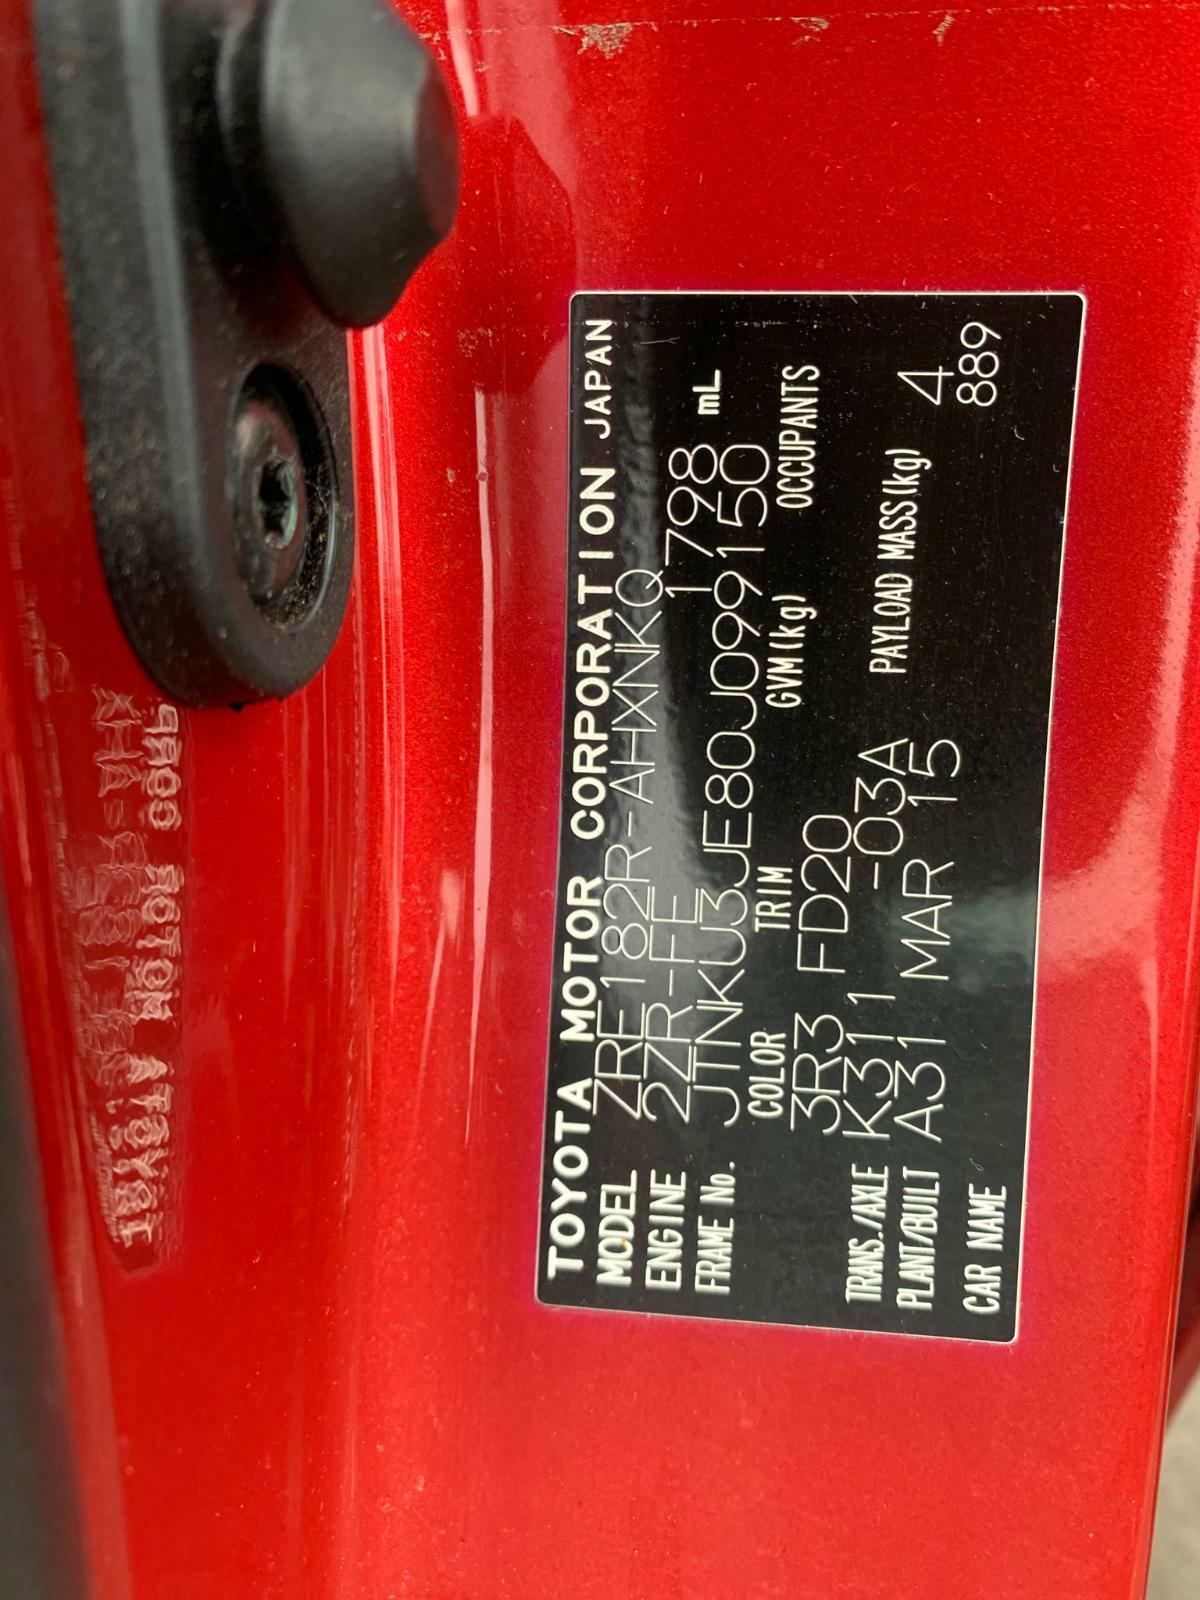 TOYOTA MOTOR CORPORATION JAPAN
MODEL ZRE182R-AHXNKQ
ENGINE 2ZR-FE 1798 mL
FRAME No. JTNKU3JE80J099150
COLOR TRIM GVM(kg) OCCUPANTS
3R3 FD20
TRANS./AXLE K311 -03A PAYLOAD MASS(kg) 4
PLANT/BUILT A31 MAR 15 889
CAR NAME